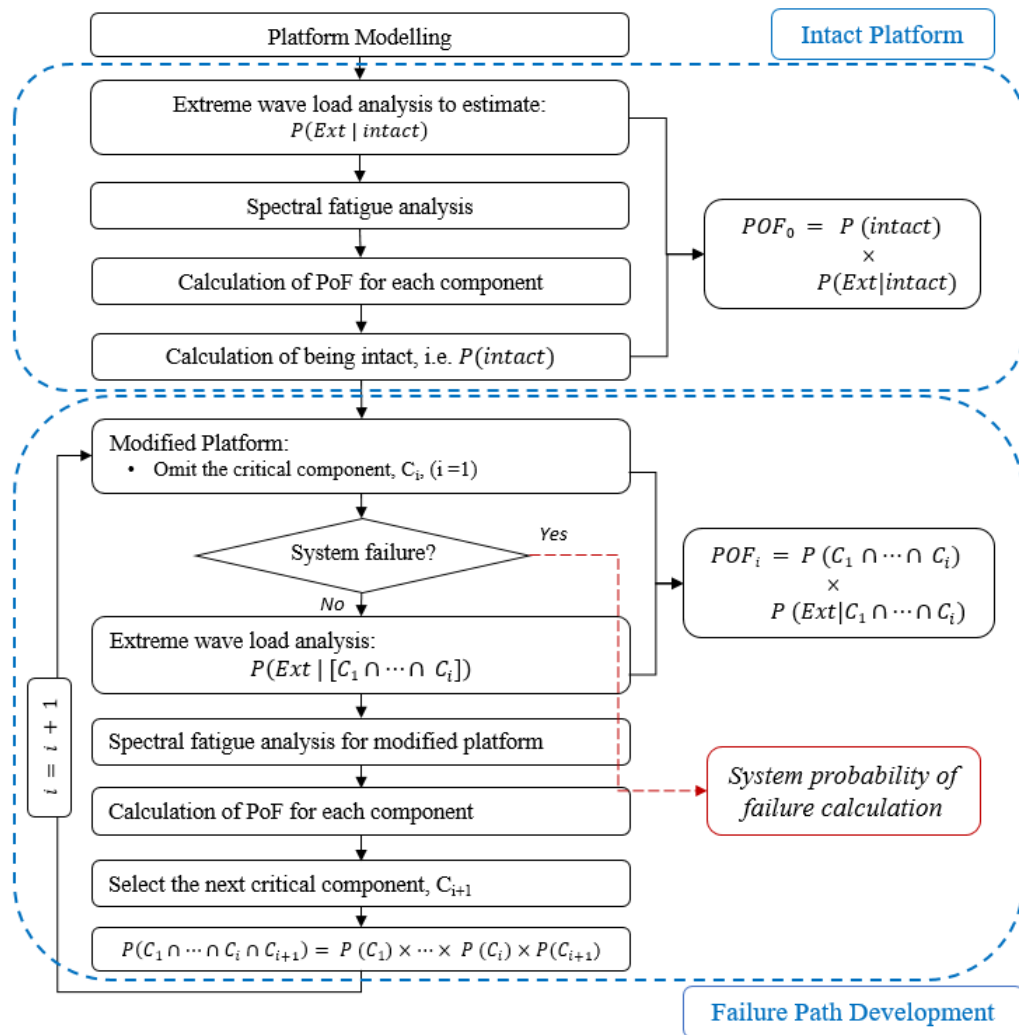 Platform Modelling
Intact Platform
Extreme wave load analysis to estimate:
P(Ext | intact)
Spectral fatigue analysis
Calculation of PoF for each component
Calculation of being intact, i.e. P(intact)
POF₀ = P (intact)
×
P(Ext|intact)
Modified Platform:
• Omit the critical component, Cᵢ, (i =1)
System failure?
Yes
No
Extreme wave load analysis:
P(Ext | [C₁ ∩ ⋯ ∩ Cᵢ])
POFᵢ = P (C₁ ∩ ⋯ ∩ Cᵢ)
×
P (Ext|C₁ ∩ ⋯ ∩ Cᵢ)
i = i + 1
Spectral fatigue analysis for modified platform
Calculation of PoF for each component
Select the next critical component, Cᵢ₊₁
P(C₁ ∩ ⋯ ∩ Cᵢ ∩ Cᵢ₊₁) = P (C₁) × ⋯ × P (Cᵢ) × P(Cᵢ₊₁)
System probability of
failure calculation
Failure Path Development